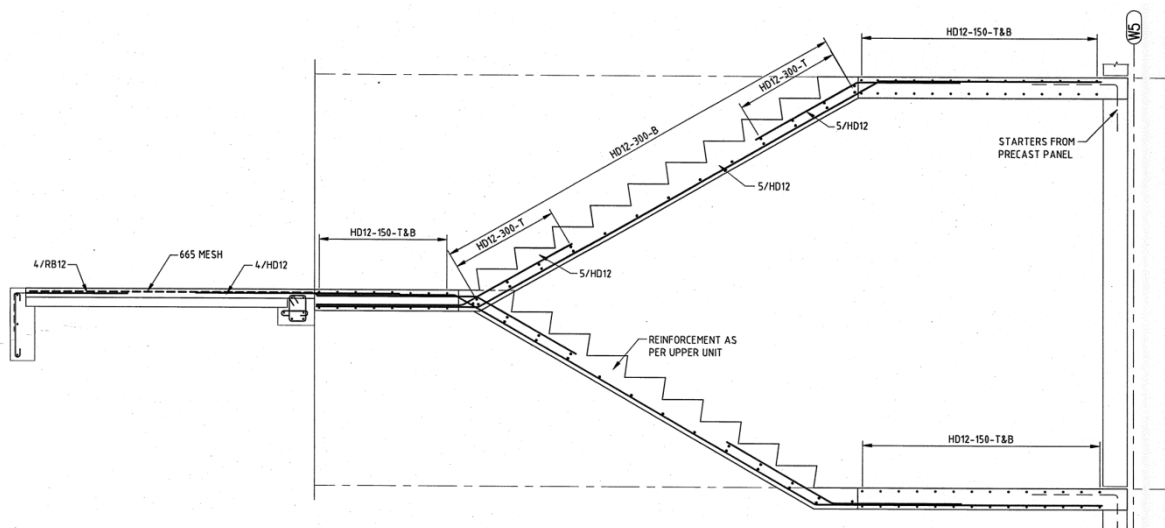 HD12-150-T&B
W5
HD12-300-T
HD12-300-B
5/HD12
STARTERS FROM
PRECAST PANEL
5/HD12
HD12-300-T
HD12-150-T&B
665 MESH
4/RB12
4/HD12
5/HD12
REINFORCEMENT AS
PER UPPER UNIT
HD12-150-T&B